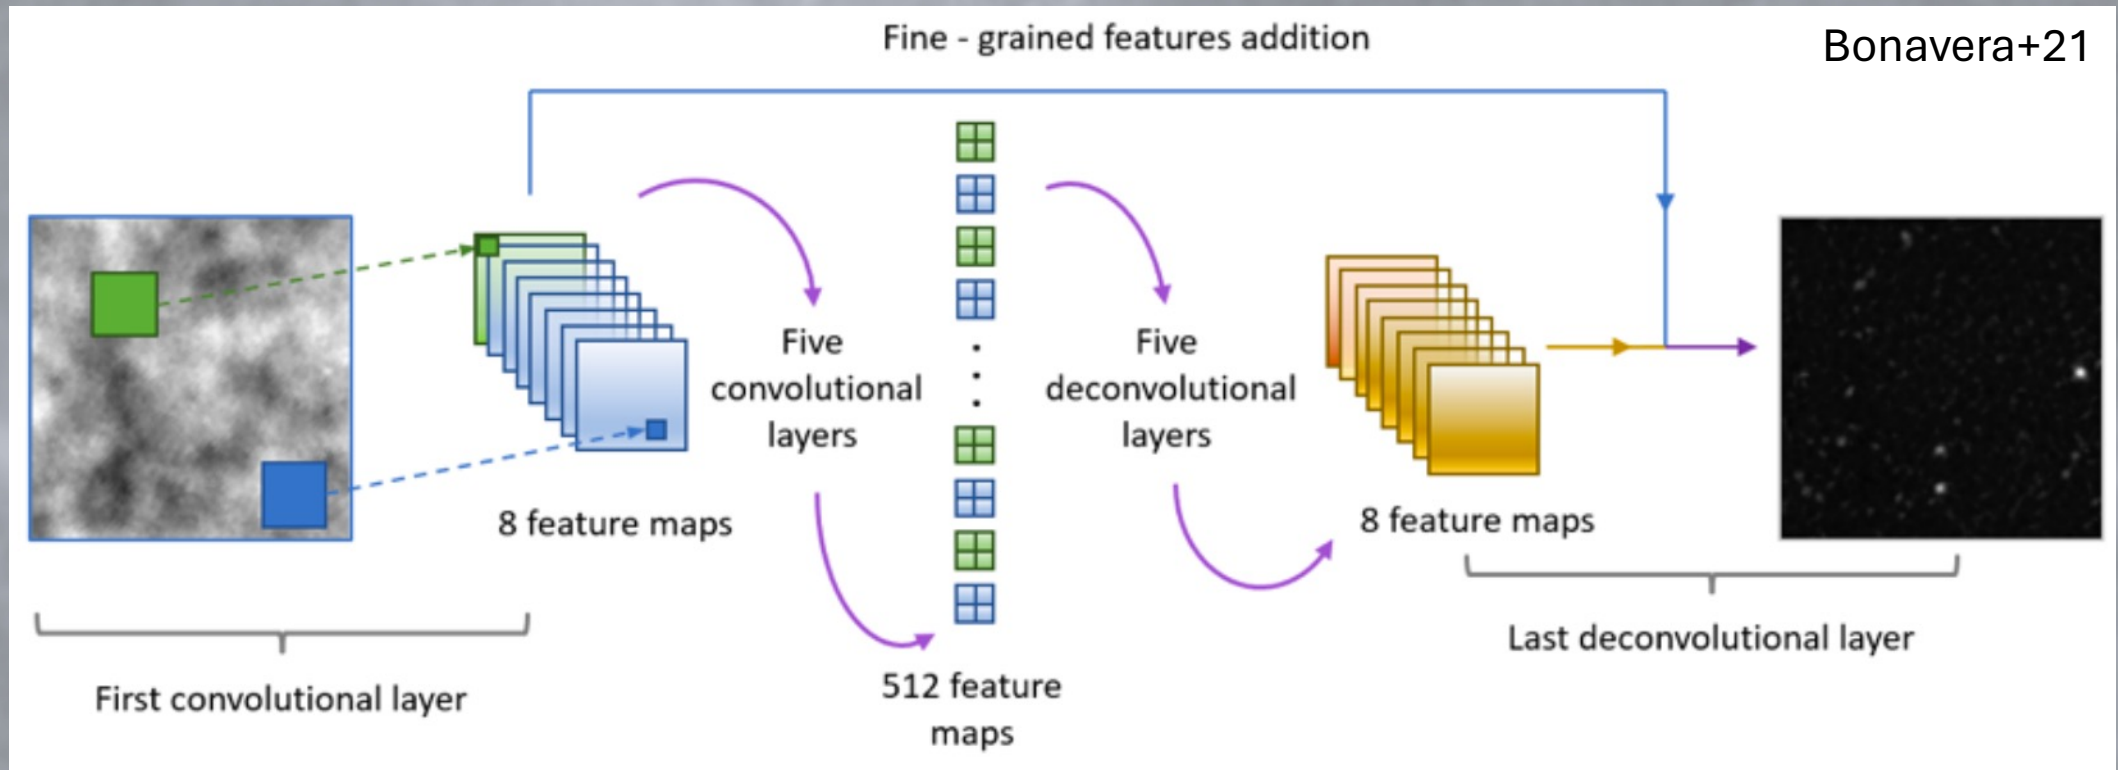 Fine - grained features addition
Bonavera+21
Five
convolutional
layers
Five
deconvolutional
layers
8 feature maps
8 feature maps
First convolutional layer
512 feature
maps
Last deconvolutional layer